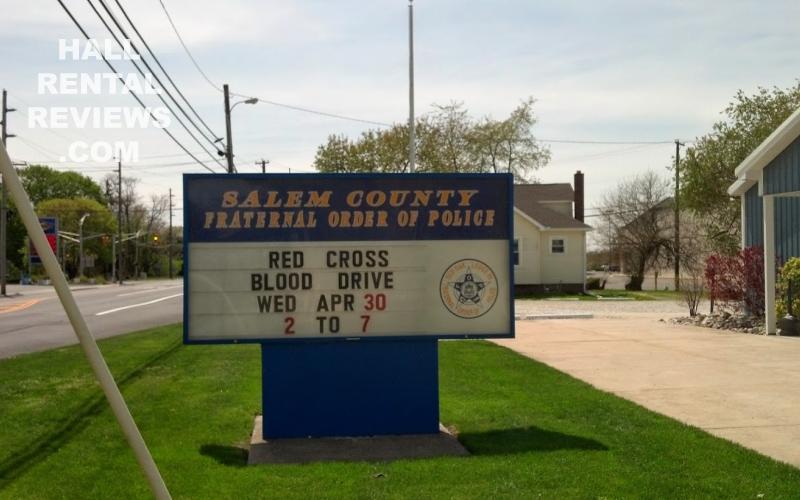 HALL
RENTAL
REVIEWS
.COM
SALEM COUNTY
FRATERNAL ORDER OF POLICE
RED CROSS
BLOOD DRIVE
WED APR 30
2 TO 7